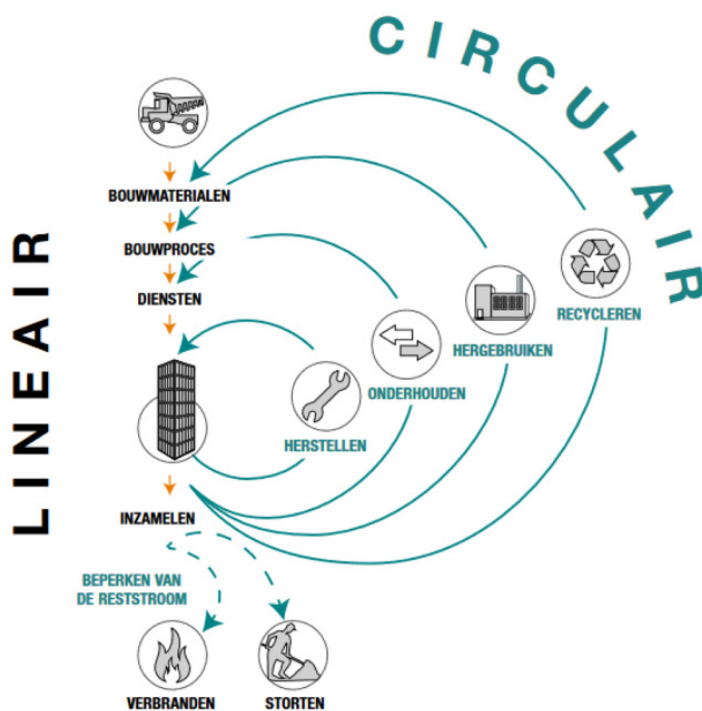 CIRCULAIR
LINEAIR
BOUWMATERIALEN
BOUWPROCES
DIENSTEN
RECYCLEREN
HERGEBRUIKEN
ONDERHOUDEN
HERSTELLEN
INZAMELEN
BEPERKEN VAN
DE RESTSTROOM
VERBRANDEN
STORTEN